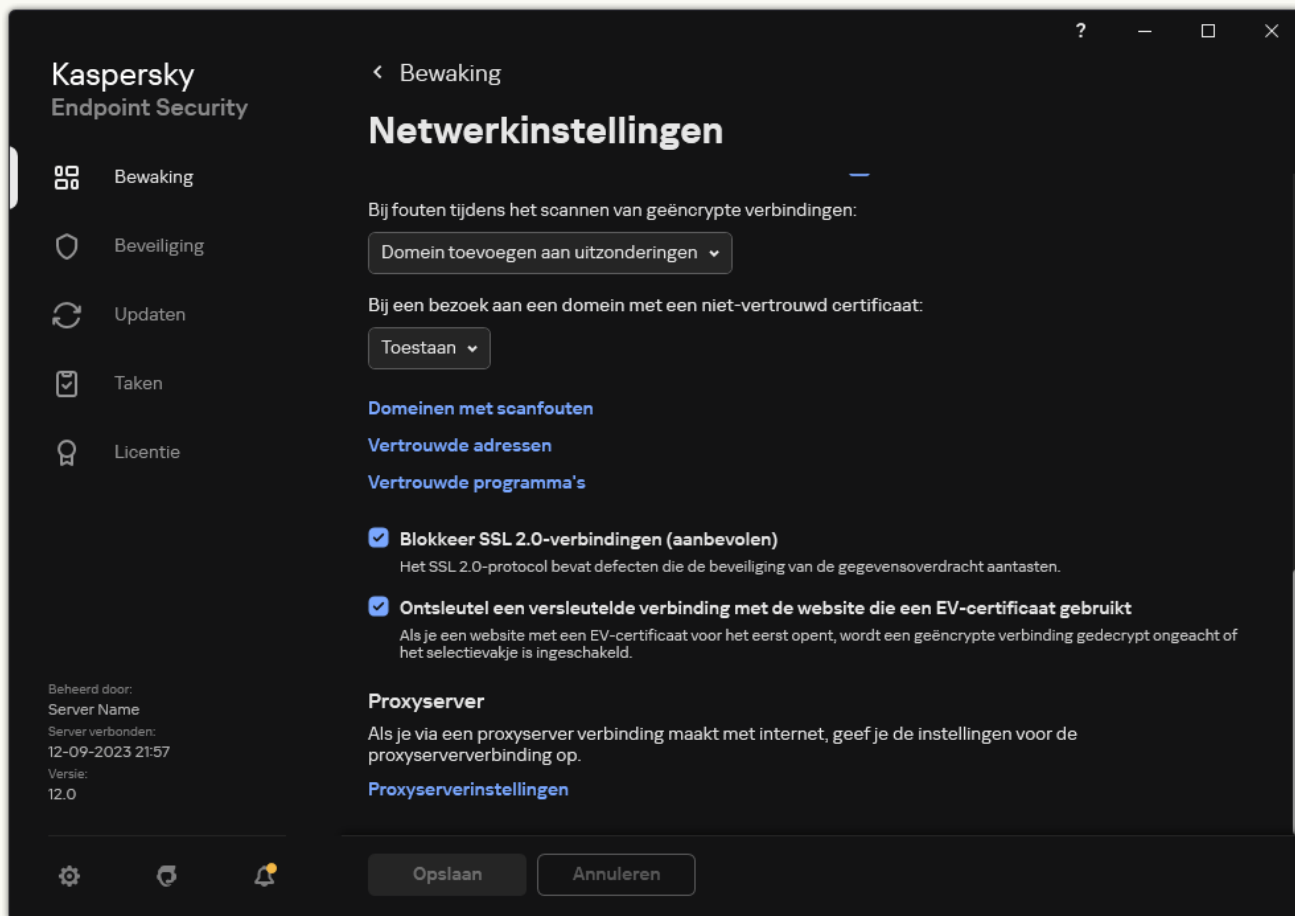 ?
Kaspersky
Endpoint Security
Bewaking
Beveiliging
Updaten
Taken
Licentie
Beheerd door:
Server Name
Server verbonden:
12-09-2023 21:57
Versie:
12.0
Bewaking
Netwerkinstellingen
Bij fouten tijdens het scannen van geëncrypte verbindingen:
Domein toevoegen aan uitzonderingen
Bij een bezoek aan een domein met een niet-vertrouwd certificaat:
Toestaan
Domeinen met scanfouten
Vertrouwde adressen
Vertrouwde programma's
Blokkeer SSL 2.0-verbindingen (aanbevolen)
Het SSL 2.0-protocol bevat defecten die de beveiliging van de gegevensoverdracht aantasten.
Ontsleutel een versleutelde verbinding met de website die een EV-certificaat gebruikt
Als je een website met een EV-certificaat voor het eerst opent, wordt een geëncrypte verbinding gedecrypt ongeacht of
het selectievakje is ingeschakeld.
Proxyserver
Als je via een proxyserver verbinding maakt met internet, geef je de instellingen voor de
proxyserververbinding op.
Proxyserverinstellingen
Opslaan
Annuleren